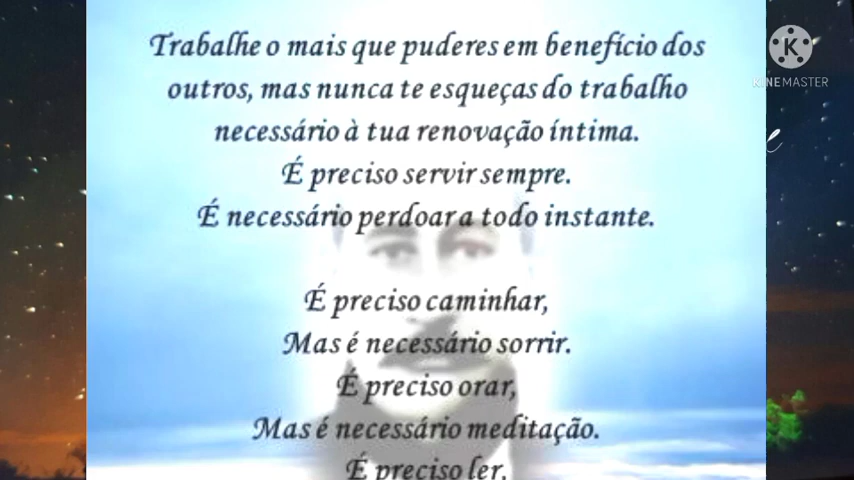 Trabalhe o mais que puderes em benefício dos
outros, mas nunca te esqueças do trabalho
necessário à tua renovação íntima.
É preciso servir sempre.
É necessário perdoar a todo instante.
É preciso caminhar,
Mas é necessário sorrir.
É preciso orar,
Mas é necessário meditação.
É preciso ler,
KINEMASTER